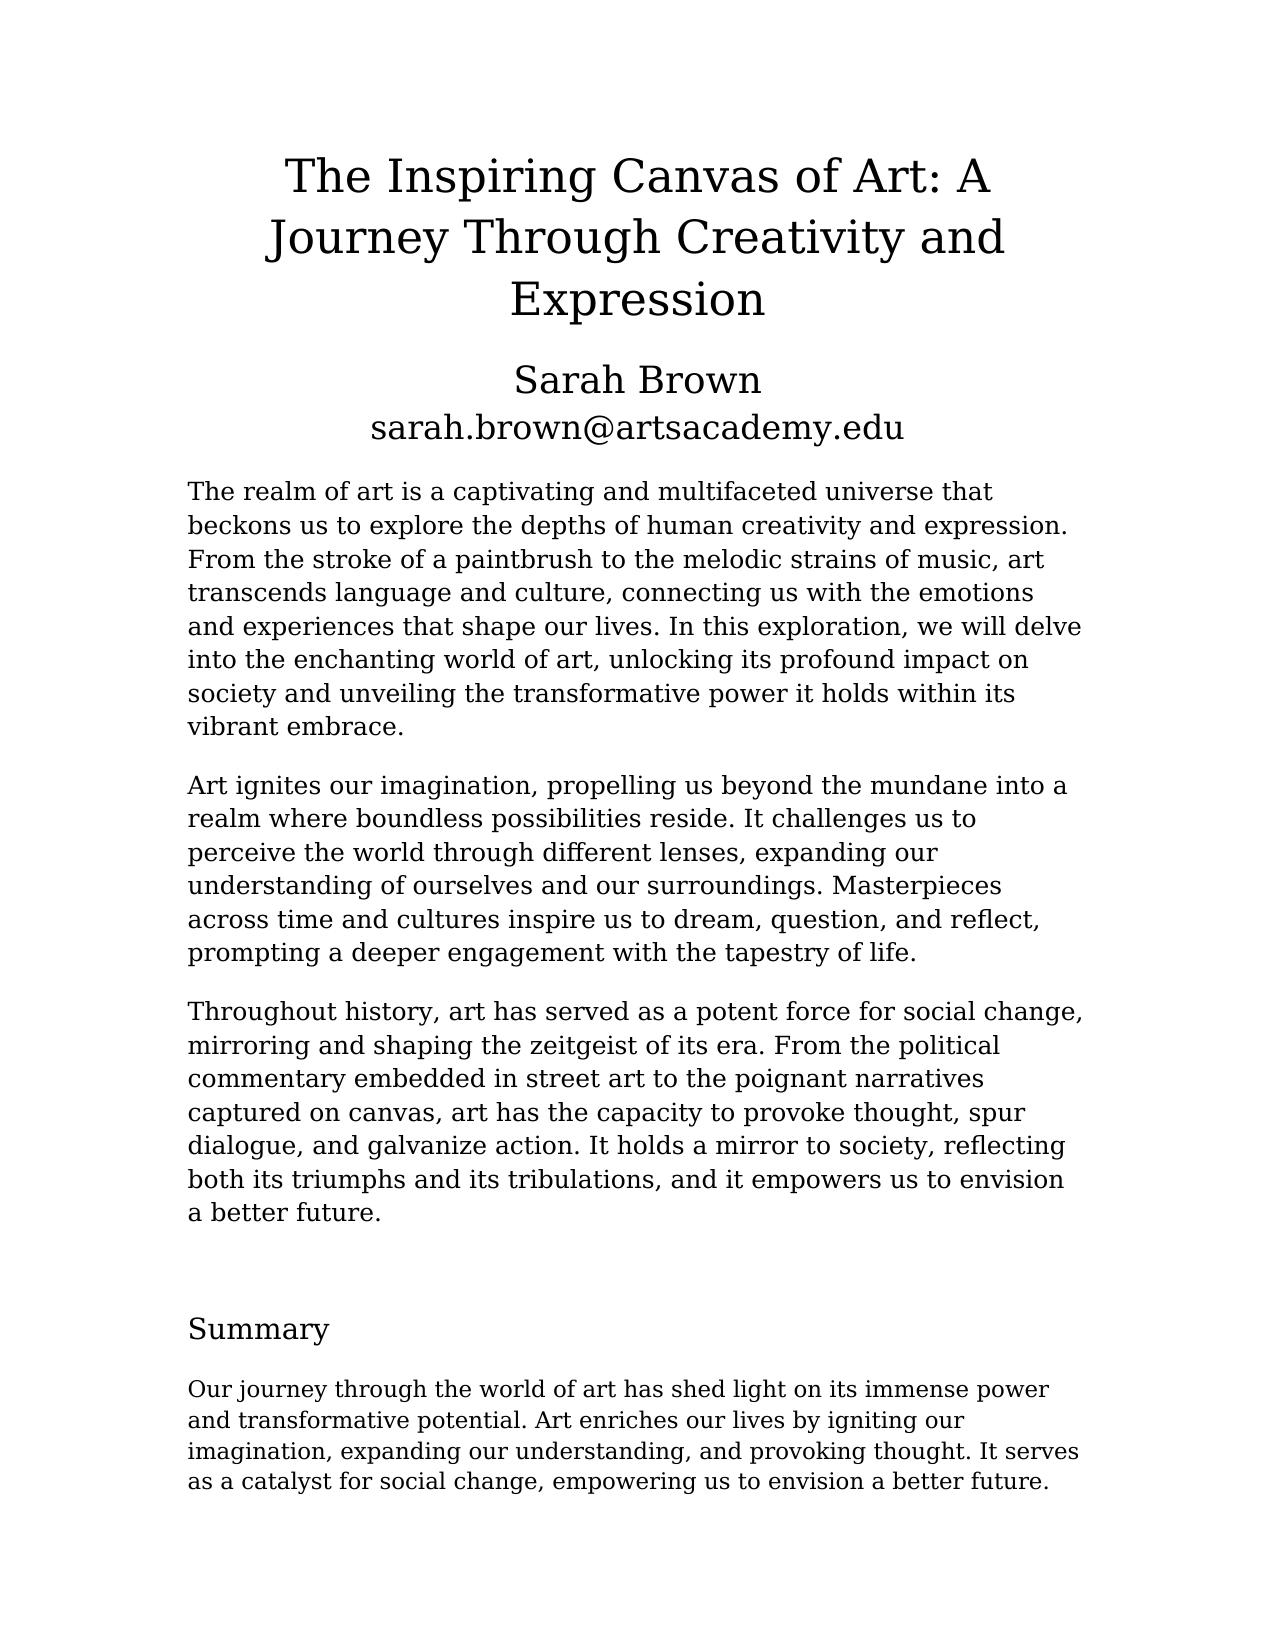 The Inspiring Canvas of Art: A
Journey Through Creativity and
Expression
Sarah Brown
sarah.brown@artsacademy.edu
The realm of art is a captivating and multifaceted universe that
beckons us to explore the depths of human creativity and expression.
From the stroke of a paintbrush to the melodic strains of music, art
transcends language and culture, connecting us with the emotions
and experiences that shape our lives. In this exploration, we will delve
into the enchanting world of art, unlocking its profound impact on
society and unveiling the transformative power it holds within its
vibrant embrace.
Art ignites our imagination, propelling us beyond the mundane into a
realm where boundless possibilities reside. It challenges us to
perceive the world through different lenses, expanding our
understanding of ourselves and our surroundings. Masterpieces
across time and cultures inspire us to dream, question, and reflect,
prompting a deeper engagement with the tapestry of life.
Throughout history, art has served as a potent force for social change,
mirroring and shaping the zeitgeist of its era. From the political
commentary embedded in street art to the poignant narratives
captured on canvas, art has the capacity to provoke thought, spur
dialogue, and galvanize action. It holds a mirror to society, reflecting
both its triumphs and its tribulations, and it empowers us to envision
a better future.
Summary
Our journey through the world of art has shed light on its immense power
and transformative potential. Art enriches our lives by igniting our
imagination, expanding our understanding, and provoking thought. It serves
as a catalyst for social change, empowering us to envision a better future.